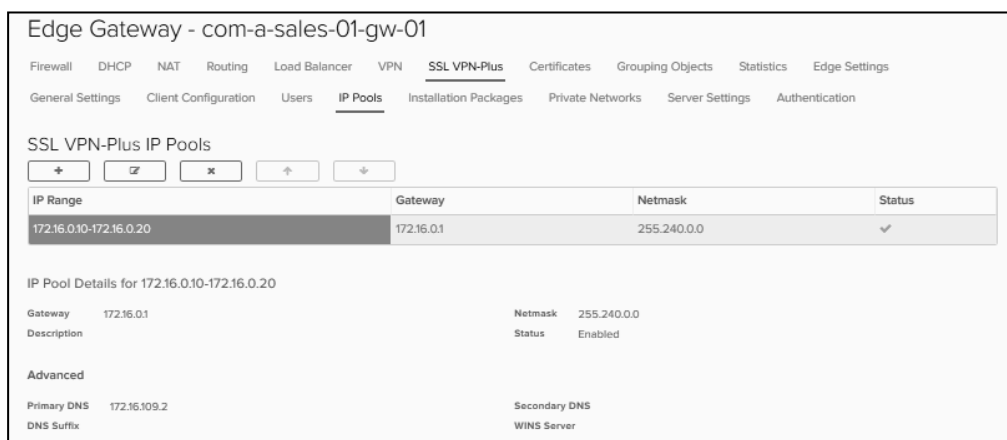 Edge Gateway - com-a-sales-01-gw-01
Firewall DHCP NAT Routing Load Balancer VPN SSL VPN-Plus Certificates Grouping Objects Statistics Edge Settings
General Settings Client Configuration Users IP Pools Installation Packages Private Networks Server Settings Authentication
SSL VPN-Plus IP Pools
IP Range Gateway Netmask Status
172.16.0.10-172.16.0.20 172.16.0.1 255.240.0.0
IP Pool Details for 172.16.0.10-172.16.0.20
Gateway 172.16.0.1 Netmask 255.240.0.0
Description Status Enabled
Advanced
Primary DNS 172.16.109.2 Secondary DNS
DNS Suffix WINS Server